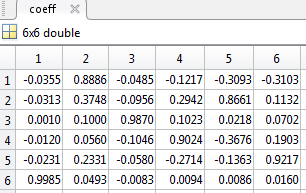 coeff
6x6 double
1 2 3 4 5 6
1 -0.0355 0.8886 -0.0485 -0.1217 -0.3093 -0.3103
2 -0.0313 0.3748 -0.0956 0.2942 0.8661 0.1132
3 0.0010 0.1000 0.9870 0.1023 0.0218 0.0702
4 -0.0120 0.0560 -0.1046 0.9024 -0.3676 0.1903
5 -0.0231 0.2331 -0.0580 -0.2714 -0.1363 0.9217
6 0.9985 0.0493 -0.0083 0.0094 0.0086 0.0160